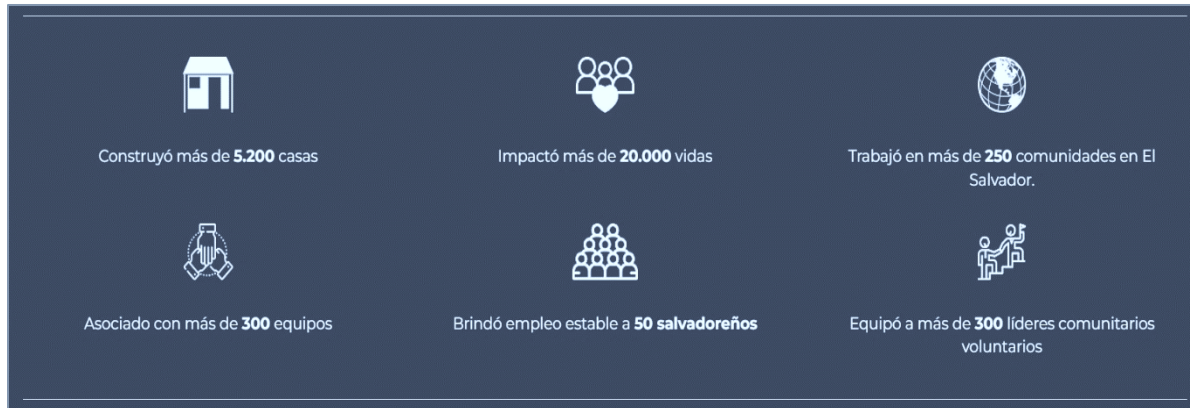 Construyó más de 5.200 casas
Impactó más de 20.000 vidas
Trabajó en más de 250 comunidades en El
Salvador.
Asociado con más de 300 equipos
Brindó empleo estable a 50 salvadoreños
Equipó a más de 300 líderes comunitarios
voluntarios